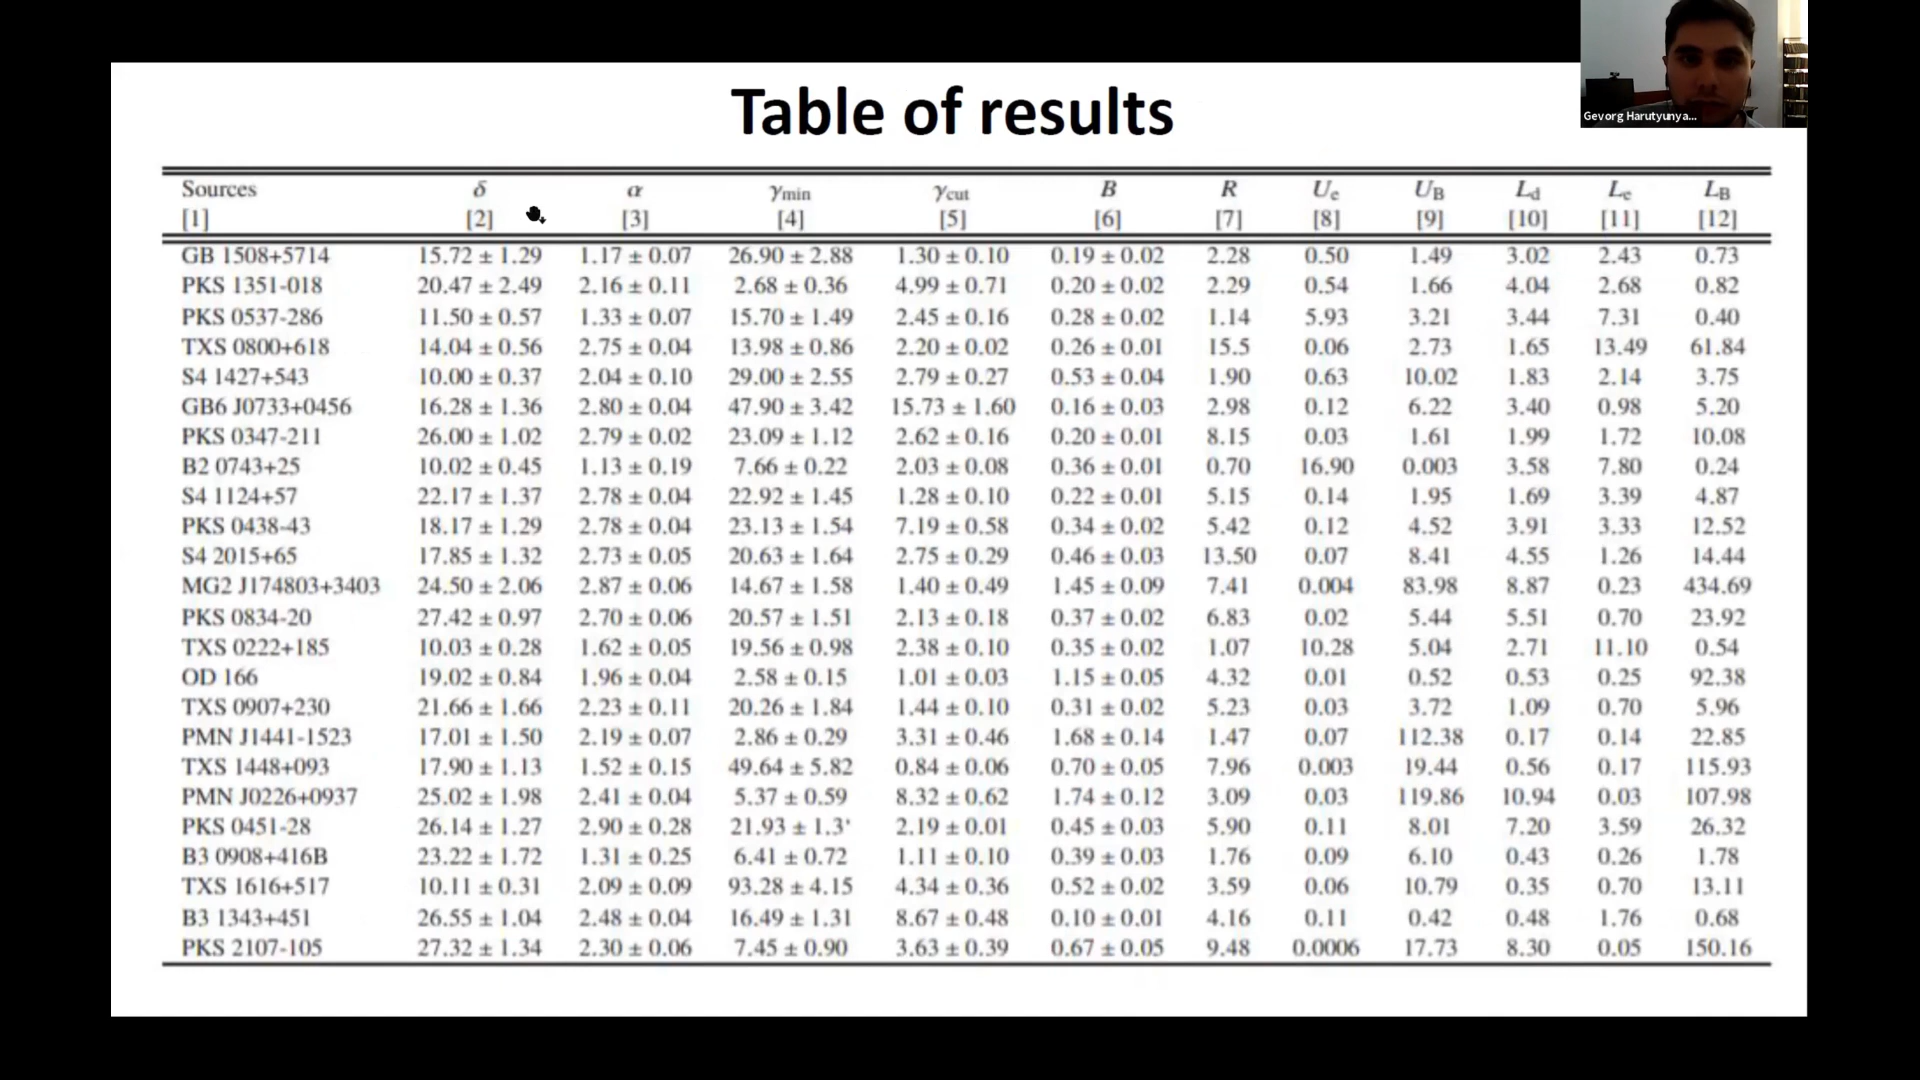 Gevorg Harutyunya...
Table of results
Sources δ α γmin γcut B R Ue UB Ld Le LB
[1] [2] [3] [4] [5] [6] [7] [8] [9] [10] [11] [12]
GB 1508+5714 15.72 ± 1.29 1.17 ± 0.07 26.90 ± 2.88 1.30 ± 0.10 0.19 ± 0.02 2.28 0.50 1.49 3.02 2.43 0.73
PKS 1351-018 20.47 ± 2.49 2.16 ± 0.11 2.68 ± 0.36 4.99 ± 0.71 0.20 ± 0.02 2.29 0.54 1.66 4.04 2.68 0.82
PKS 0537-286 11.50 ± 0.57 1.33 ± 0.07 15.70 ± 1.49 2.45 ± 0.16 0.28 ± 0.02 1.14 5.93 3.21 3.44 7.31 0.40
TXS 0800+618 14.04 ± 0.56 2.75 ± 0.04 13.98 ± 0.86 2.20 ± 0.02 0.26 ± 0.01 15.5 0.06 2.73 1.65 13.49 61.84
S4 1427+543 10.00 ± 0.37 2.04 ± 0.10 29.00 ± 2.55 2.79 ± 0.27 0.53 ± 0.04 1.90 0.63 10.02 1.83 2.14 3.75
GB6 J0733+0456 16.28 ± 1.36 2.80 ± 0.04 47.90 ± 3.42 15.73 ± 1.60 0.16 ± 0.03 2.98 0.12 6.22 3.40 0.98 5.20
PKS 0347-211 26.00 ± 1.02 2.79 ± 0.02 23.09 ± 1.12 2.62 ± 0.16 0.20 ± 0.01 8.15 0.03 1.61 1.99 1.72 10.08
B2 0743+25 10.02 ± 0.45 1.13 ± 0.19 7.66 ± 0.22 2.03 ± 0.08 0.36 ± 0.01 0.70 16.90 0.003 3.58 7.80 0.24
S4 1124+57 22.17 ± 1.37 2.78 ± 0.04 22.92 ± 1.45 1.28 ± 0.10 0.22 ± 0.01 5.15 0.14 1.95 1.69 3.39 4.87
PKS 0438-43 18.17 ± 1.29 2.78 ± 0.04 23.13 ± 1.54 7.19 ± 0.58 0.34 ± 0.02 5.42 0.12 4.52 3.91 3.33 12.52
S4 2015+65 17.85 ± 1.32 2.73 ± 0.05 20.63 ± 1.64 2.75 ± 0.29 0.46 ± 0.03 13.50 0.07 8.41 4.55 1.26 14.44
MG2 J174803+3403 24.50 ± 2.06 2.87 ± 0.06 14.67 ± 1.58 1.40 ± 0.49 1.45 ± 0.09 7.41 0.004 83.98 8.87 0.23 434.69
PKS 0834-20 27.42 ± 0.97 2.70 ± 0.06 20.57 ± 1.51 2.13 ± 0.18 0.37 ± 0.02 6.83 0.02 5.44 5.51 0.70 23.92
TXS 0222+185 10.03 ± 0.28 1.62 ± 0.05 19.56 ± 0.98 2.38 ± 0.10 0.35 ± 0.02 1.07 10.28 5.04 2.71 11.10 0.54
OD 166 19.02 ± 0.84 1.96 ± 0.04 2.58 ± 0.15 1.01 ± 0.03 1.15 ± 0.05 4.32 0.01 0.52 0.53 0.25 92.38
TXS 0907+230 21.66 ± 1.66 2.23 ± 0.11 20.26 ± 1.84 1.44 ± 0.10 0.31 ± 0.02 5.23 0.03 3.72 1.09 0.70 5.96
PMN J1441-1523 17.01 ± 1.50 2.19 ± 0.07 2.86 ± 0.29 3.31 ± 0.46 1.68 ± 0.14 1.47 0.07 112.38 0.17 0.14 22.85
TXS 1448+093 17.90 ± 1.13 1.52 ± 0.15 49.64 ± 5.82 0.84 ± 0.06 0.70 ± 0.05 7.96 0.003 19.44 0.56 0.17 115.93
PMN J0226+0937 25.02 ± 1.98 2.41 ± 0.04 5.37 ± 0.59 8.32 ± 0.62 1.74 ± 0.12 3.09 0.03 119.86 10.94 0.03 107.98
PKS 0451-28 26.14 ± 1.27 2.90 ± 0.28 21.93 ± 1.3 2.19 ± 0.01 0.45 ± 0.03 5.90 0.11 8.01 7.20 3.59 26.32
B3 0908+416B 23.22 ± 1.72 1.31 ± 0.25 6.41 ± 0.72 1.11 ± 0.10 0.39 ± 0.03 1.76 0.09 6.10 0.43 0.26 1.78
TXS 1616+517 10.11 ± 0.31 2.09 ± 0.09 93.28 ± 4.15 4.34 ± 0.36 0.52 ± 0.02 3.59 0.06 10.79 0.35 0.70 13.11
B3 1343+451 26.55 ± 1.04 2.48 ± 0.04 16.49 ± 1.31 8.67 ± 0.48 0.10 ± 0.01 4.16 0.11 0.42 0.48 1.76 0.68
PKS 2107-105 27.32 ± 1.34 2.30 ± 0.06 7.45 ± 0.90 3.63 ± 0.39 0.67 ± 0.05 9.48 0.0006 17.73 8.30 0.05 150.16